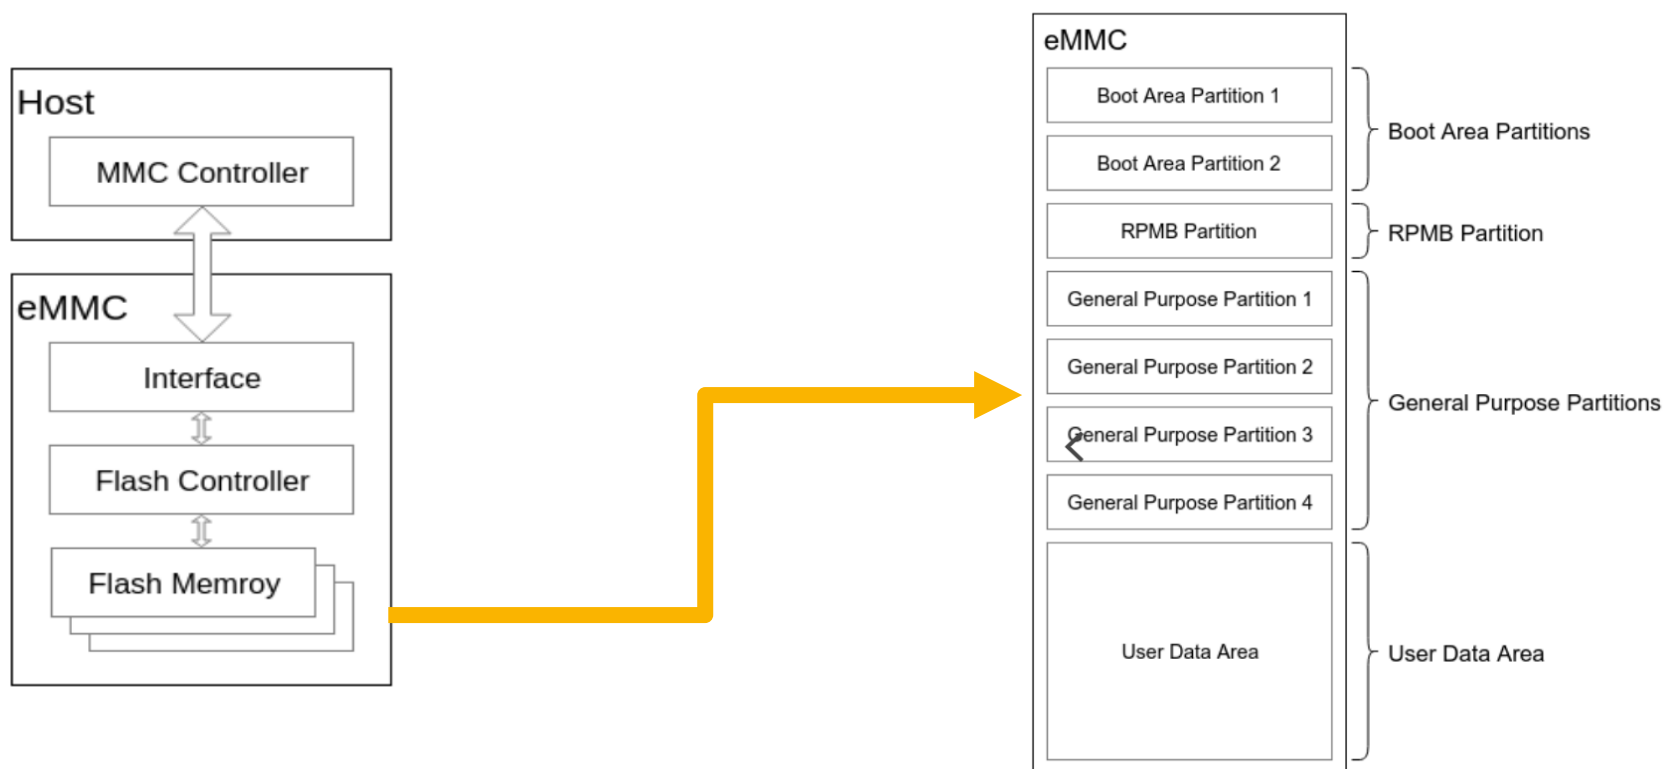 Host
MMC Controller
eMMC
Interface
Flash Controller
Flash Memroy
eMMC
Boot Area Partition 1
Boot Area Partition 2
Boot Area Partitions
RPMB Partition
RPMB Partition
General Purpose Partition 1
General Purpose Partition 2
General Purpose Partition 3
General Purpose Partition 4
General Purpose Partitions
User Data Area
User Data Area